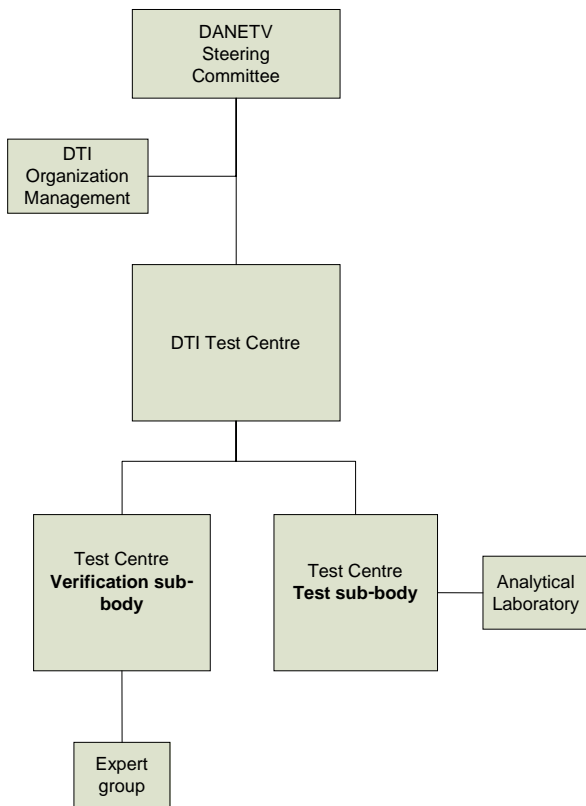 DANETV
Steering
Committee
DTI
Organization
Management
DTI Test Centre
Test Centre
Verification sub-
body
Test Centre
Test sub-body
Analytical
Laboratory
Expert
group